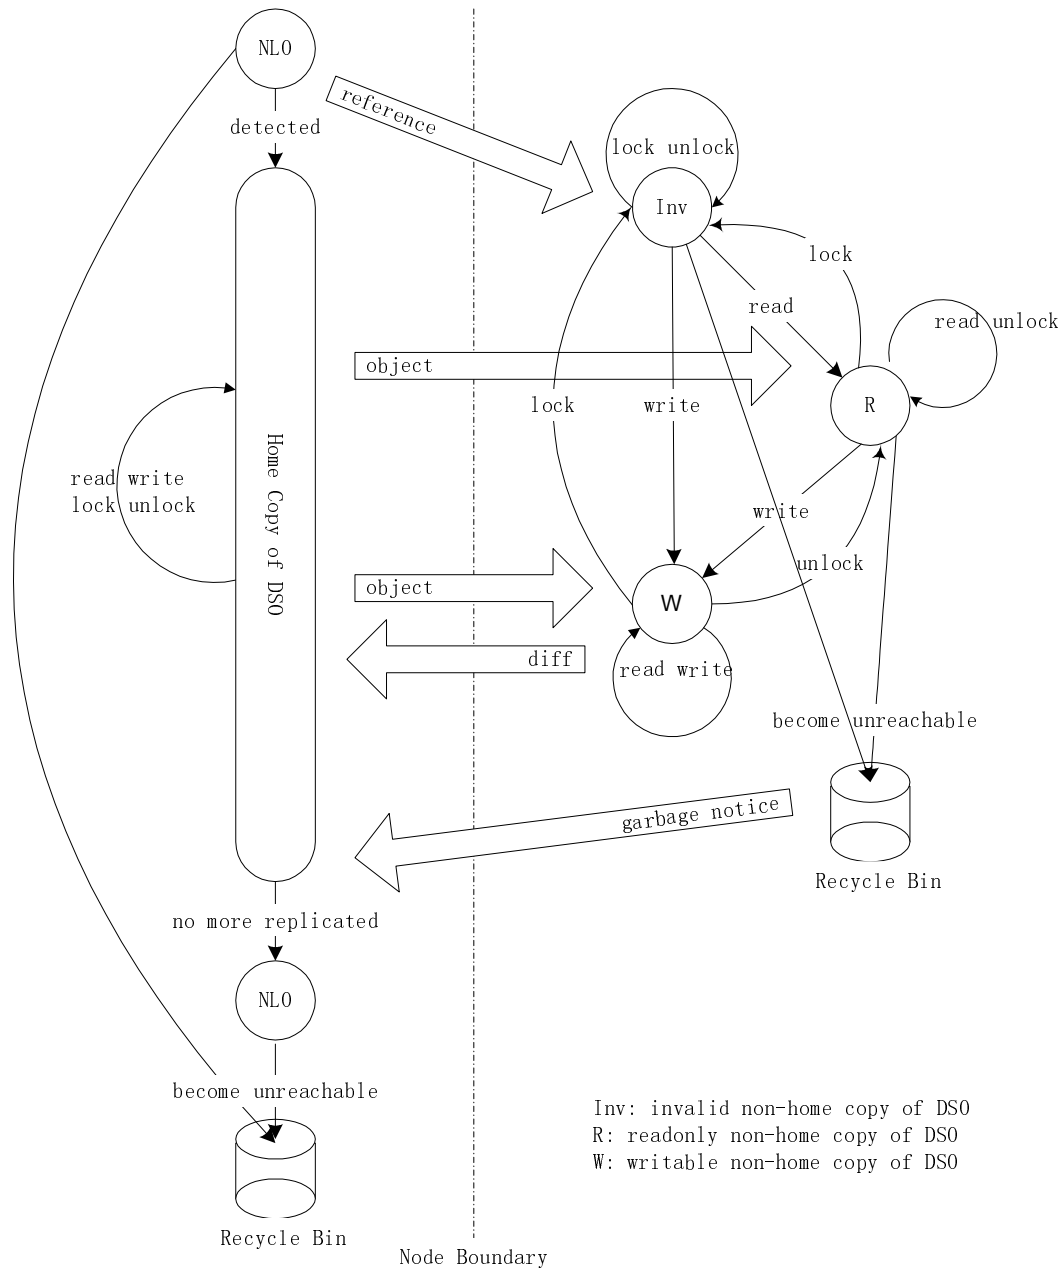 NLO
reference
detected
lock unlock
Inv
lock
read
read unlock
object
R
lock
write
Home Copy of DSO
read write
lock unlock
write
unlock
object
W
diff
read write
become unreachable
garbage notice
Recycle Bin
no more replicated
NLO
become unreachable
Inv: invalid non-home copy of DSO
R: readonly non-home copy of DSO
W: writable non-home copy of DSO
Recycle Bin
Node Boundary